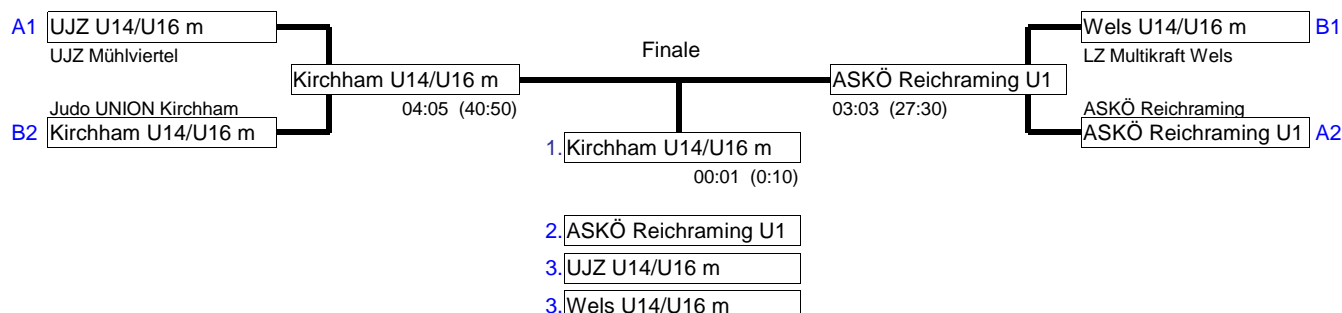 A1 UJZ U14/U16 m
UJZ Mühlviertel
Judo UNION Kirchham
B2 Kirchham U14/U16 m
Kirchham U14/U16 m
04:05 (40:50)
Finale
1. Kirchham U14/U16 m
00:01 (0:10)
2. ASKÖ Reichraming U1
3. UJZ U14/U16 m
3. Wels U14/U16 m
ASKÖ Reichraming U1
03:03 (27:30)
Wels U14/U16 m B1
LZ Multikraft Wels
ASKÖ Reichraming
ASKÖ Reichraming U1 A2